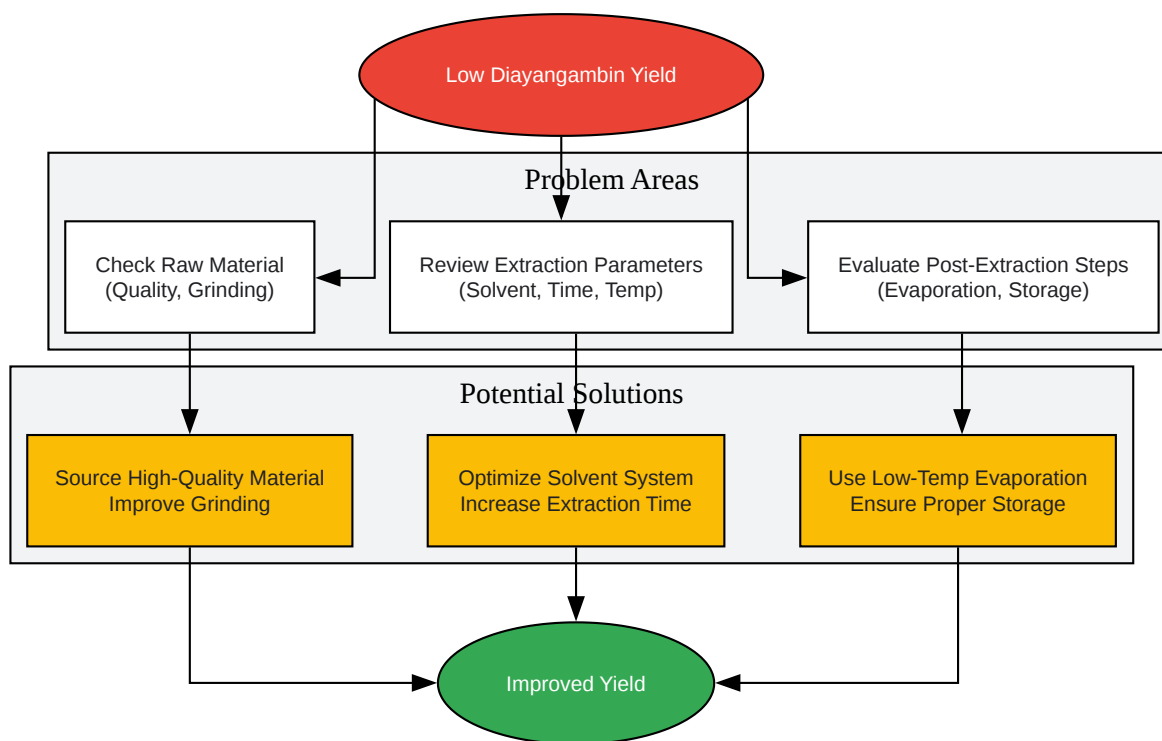 Low Diayangambin Yield
Problem Areas
Check Raw Material
(Quality, Grinding)
Review Extraction Parameters
(Solvent, Time, Temp)
Evaluate Post-Extraction Steps
(Evaporation, Storage)
Potential Solutions
Source High-Quality Material
Improve Grinding
Optimize Solvent System
Increase Extraction Time
Use Low-Temp Evaporation
Ensure Proper Storage
Improved Yield